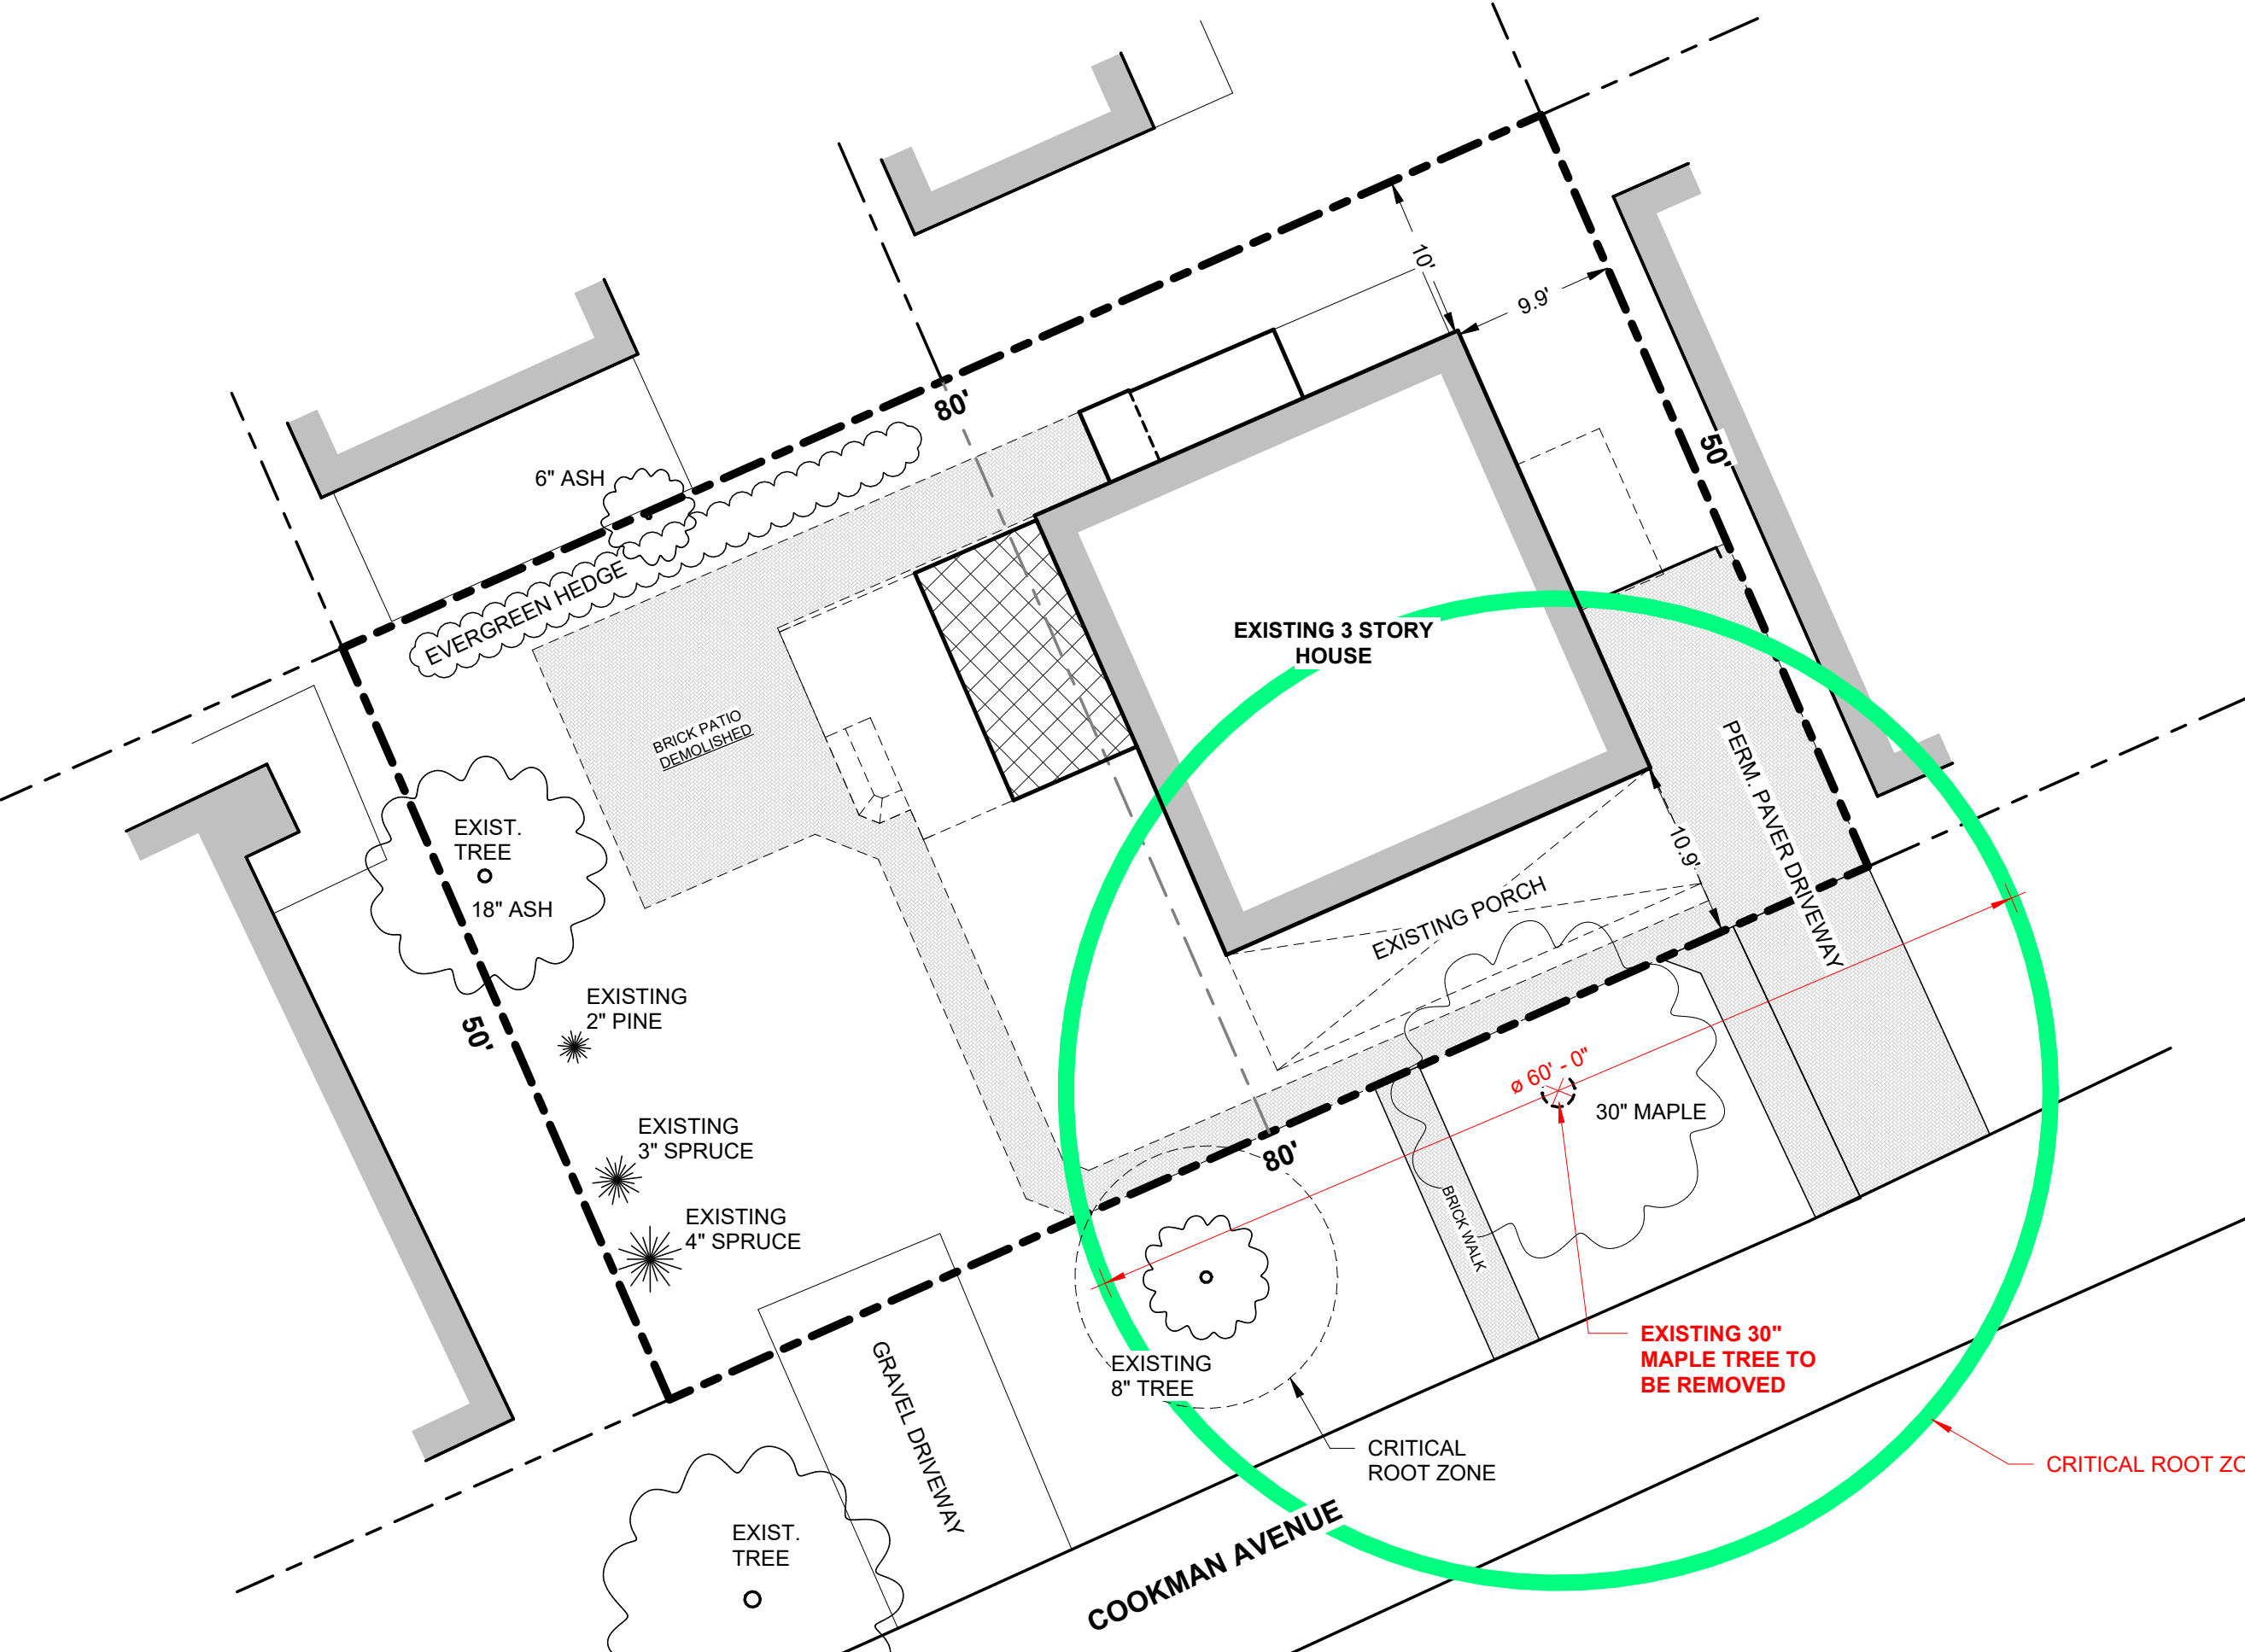 10'
9.9'
80'
50'
6" ASH
EVERGREEN HEDGE
EXISTING 3 STORY
HOUSE
BRICK PATIO
DEMOLISHED
PERM. PAVER DRIVEWAY
10.9'
EXIST.
TREE
18" ASH
EXISTING PORCH
EXISTING
2" PINE
50'
ø 60' - 0"
30" MAPLE
EXISTING
3" SPRUCE
80'
EXISTING
4" SPRUCE
BRICK WALK
EXISTING
8" TREE
EXISTING 30"
MAPLE TREE TO
BE REMOVED
GRAVEL DRIVEWAY
CRITICAL
ROOT ZONE
CRITICAL ROOT ZO
COOKMAN AVENUE
EXIST.
TREE